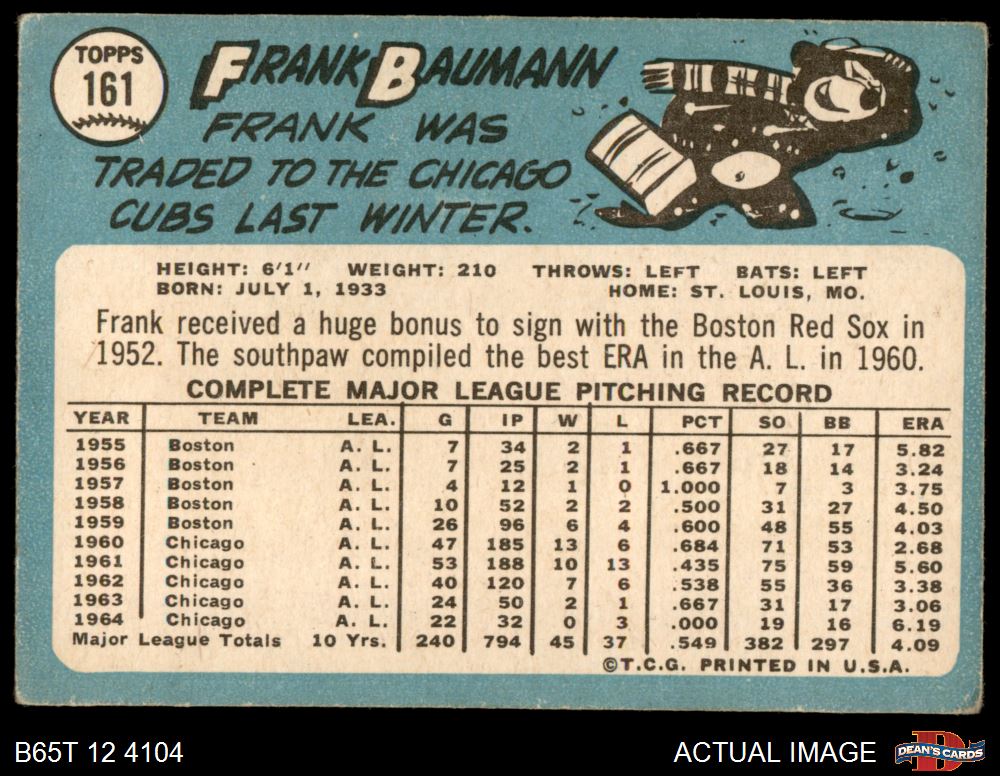 TOPPS
161
FRANK BAUMANN
FRANK WAS
TRADED TO THE CHICAGO
CUBS LAST WINTER.
HEIGHT: 6'1" WEIGHT: 210 THROWS: LEFT BATS: LEFT
BORN: JULY 1, 1933 HOME: ST. LOUIS, MO.
Frank received a huge bonus to sign with the Boston Red Sox in
1952. The southpaw compiled the best ERA in the A. L. in 1960.
COMPLETE MAJOR LEAGUE PITCHING RECORD
YEAR TEAM LEA. G IP W L PCT SO BB ERA
1955 Boston A. L. 7 34 2 1 .667 27 17 5.82
1956 Boston A. L. 7 25 2 1 .667 18 14 3.24
1957 Boston A. L. 4 12 1 0 1.000 7 3 3.75
1958 Boston A. L. 10 52 2 2 .500 31 27 4.50
1959 Boston A. L. 26 96 6 4 .600 48 55 4.03
1960 Chicago A. L. 47 185 13 6 .684 71 53 2.68
1961 Chicago A. L. 53 188 10 13 .435 75 59 5.60
1962 Chicago A. L. 40 120 7 6 .538 55 36 3.38
1963 Chicago A. L. 24 50 2 1 .667 31 17 3.06
1964 Chicago A. L. 22 32 0 3 .000 19 16 6.19
Major League Totals 10 Yrs. 240 794 45 37 .549 382 297 4.09
©T.C.G. PRINTED IN U.S.A.
B65T 12 4104 ACTUAL IMAGE D DEAN'S CARDS